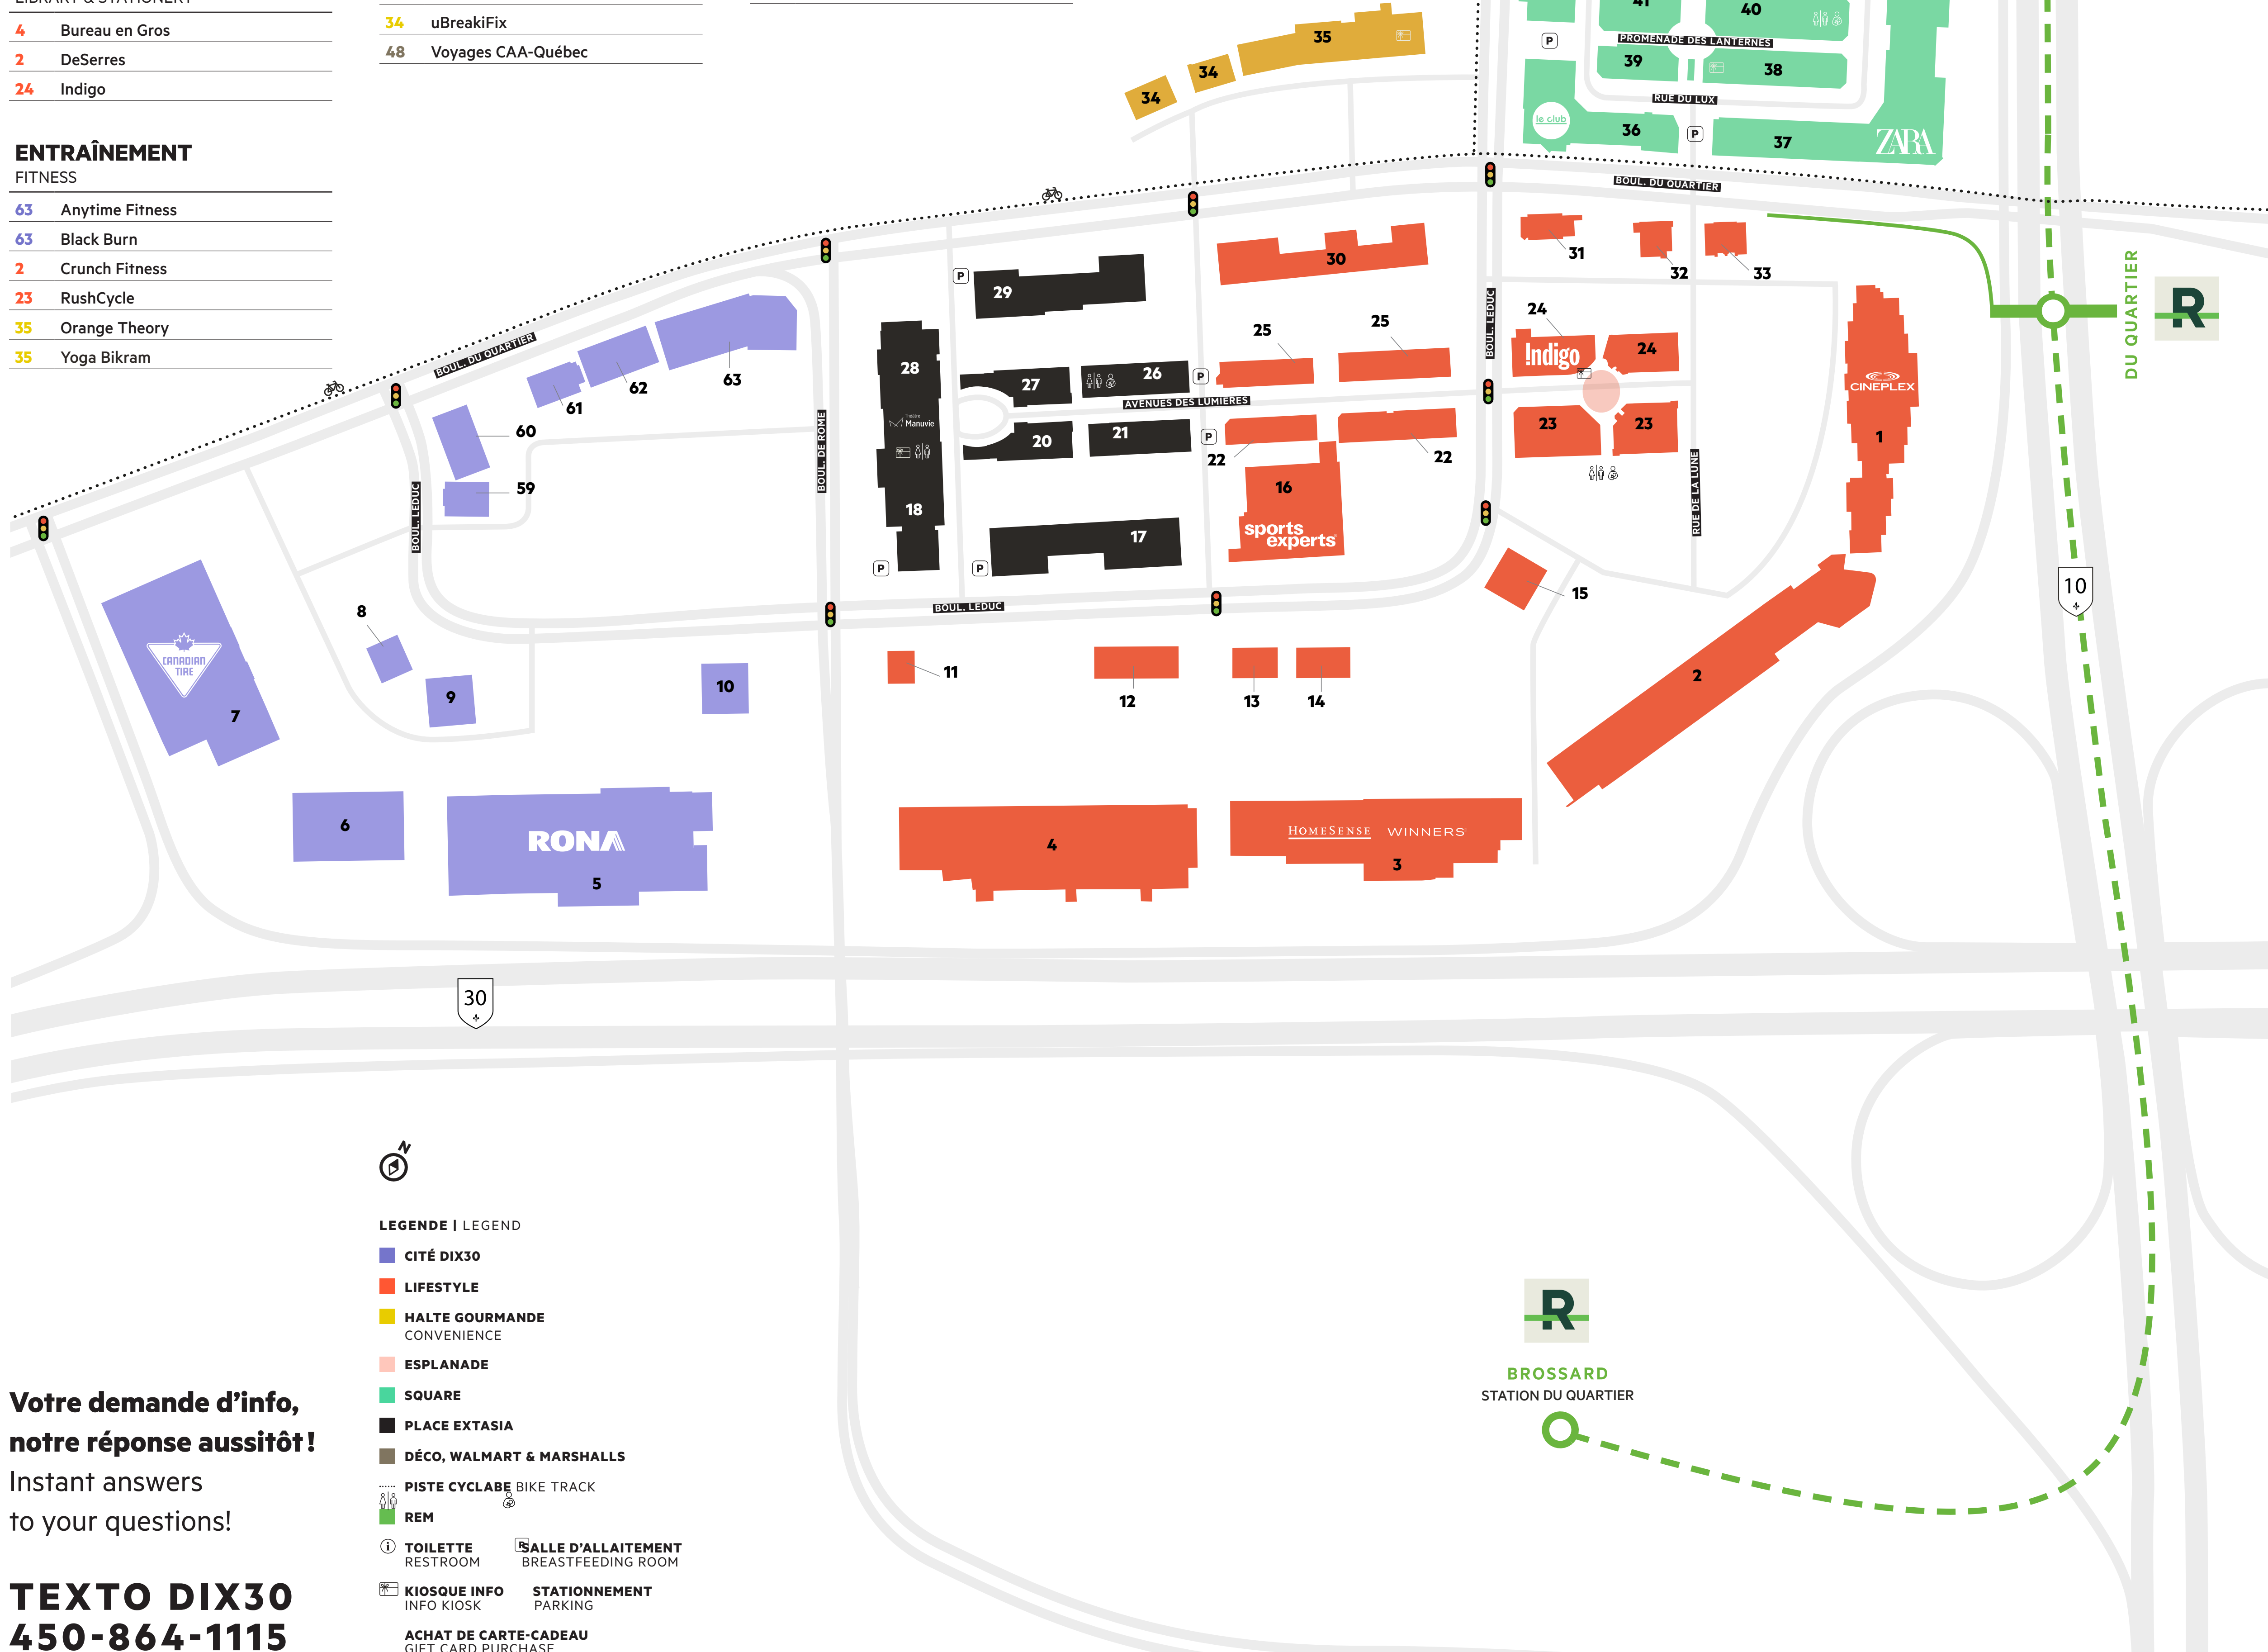 LIBRARY & STATIONERY
4 Bureau en Gros
2 DeSerres
24 Indigo
ENTRAÎNEMENT
FITNESS
63 Anytime Fitness
63 Black Burn
2 Crunch Fitness
23 RushCycle
35 Orange Theory
35 Yoga Bikram
34 uBreakiFix
48 Voyages CAA-Québec
41
40
PROMENADE DES LANTERNES
P
39
38
RUE DU LUX
le club
36
P
37
ZARA
35
34
34
BOUL. DU QUARTIER
31
32
33
30
P
29
DU QUARTIER
R
BOUL. LEDUC
24
Indigo
24
25
25
28
27
26
P
AVENUES DES LUMIERES
CINEPLEX
1
BOUL. DU QUARTIER
63
62
61
60
59
BOUL. LEDUC
BOUL. DE ROME
Théâtre
Manuvie
20
21
P
22
22
23
23
RUE DE LA LUNE
18
17
16
sports
experts
P
P
BOUL. LEDUC
15
10
CANADIAN
TIRE
7
8
9
10
11
12
13
14
2
6
RONA
5
4
HOMESENSE WINNERS
3
30
N
LEGENDE | LEGEND
CITÉ DIX30
LIFESTYLE
HALTE GOURMANDE
CONVENIENCE
ESPLANADE
SQUARE
PLACE EXTASIA
DÉCO, WALMART & MARSHALLS
PISTE CYCLABE BIKE TRACK
REM
i TOILETTE
RESTROOM
P SALLE D'ALLAITEMENT
BREASTFEEDING ROOM
KIOSQUE INFO
INFO KIOSK
STATIONNEMENT
PARKING
ACHAT DE CARTE-CADEAU
GIFT CARD PURCHASE
R
BROSSARD
STATION DU QUARTIER
Votre demande d'info,
notre réponse aussitôt !
Instant answers
to your questions!
TEXTO DIX30
450-864-1115